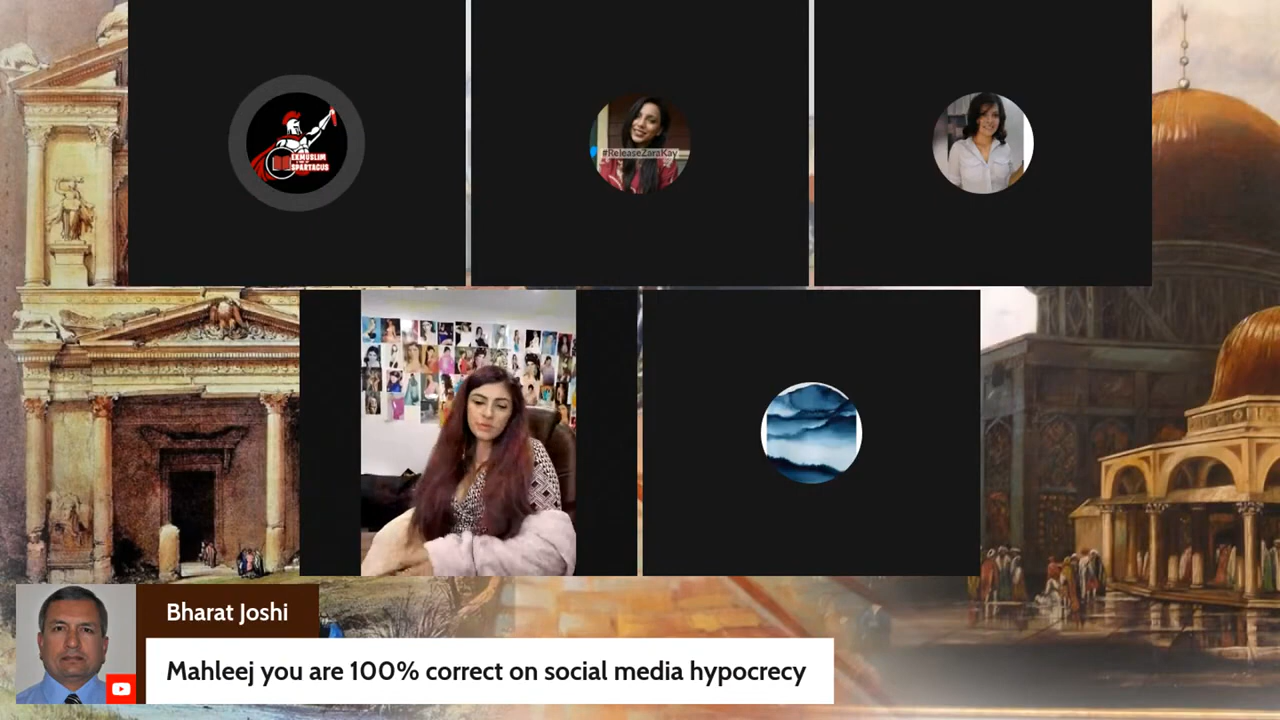 EXMUSLIM
SPARTACUS
#ReleaseZaraKay
Bharat Joshi
Mahleej you are 100% correct on social media hypocrecy